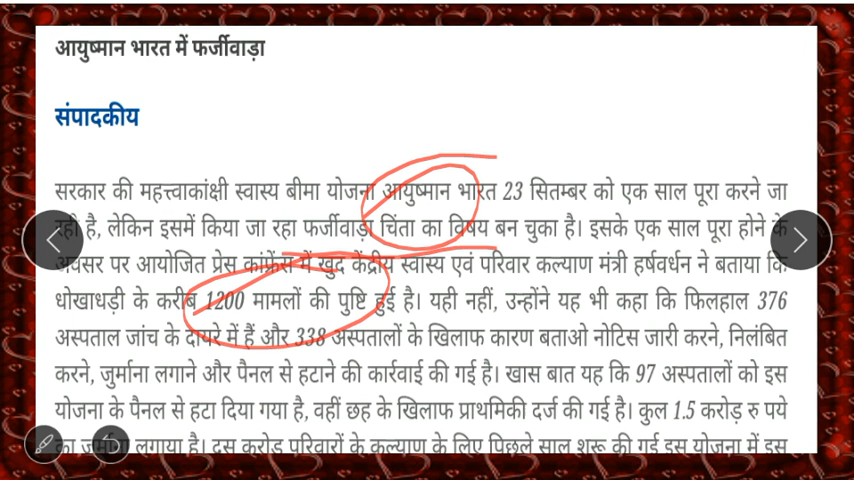 आयुष्मान भारत में फर्जीवाड़ा
संपादकीय
सरकार की महत्त्वाकांक्षी स्वास्य बीमा योजना आयुष्मान भारत 23 सितम्बर को एक साल पूरा करने जा
रही है, लेकिन इसमें किया जा रहा फर्जीवाड़ा चिंता का विषय बन चुका है। इसके एक साल पूरा होने के
अवसर पर आयोजित प्रेस कांफ्रेंस में खुद केंद्रीय स्वास्य एवं परिवार कल्याण मंत्री हर्षवर्धन ने बताया कि
धोखाधड़ी के करीब 1200 मामलों की पुष्टि हुई है। यही नहीं, उन्होंने यह भी कहा कि फिलहाल 376
अस्पताल जांच के दायरे में हैं और 338 अस्पतालों के खिलाफ कारण बताओ नोटिस जारी करने, निलंबित
करने, जुर्माना लगाने और पैनल से हटाने की कार्रवाई की गई है। खास बात यह कि 97 अस्पतालों को इस
योजना के पैनल से हटा दिया गया है, वहीं छह के खिलाफ प्राथमिकी दर्ज की गई है। कुल 1.5 करोड़ रु पये
का जुर्माना लगाया है। दस करोड़ परिवारों के कल्याण के लिए पिछले साल शुरू की गई इस योजना में इस